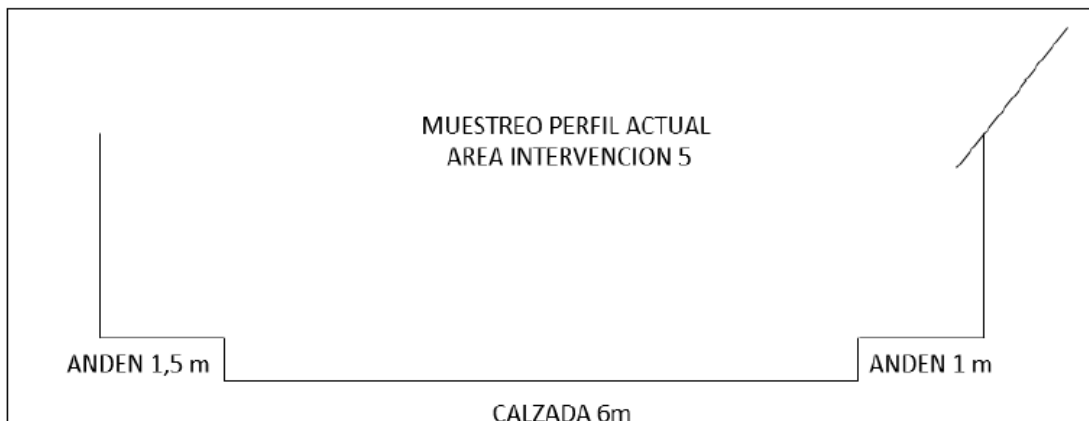 MUESTREO PERFIL ACTUAL
AREA INTERVENCION 5
ANDEN 1,5 m
ANDEN 1 m
CALZADA 6m